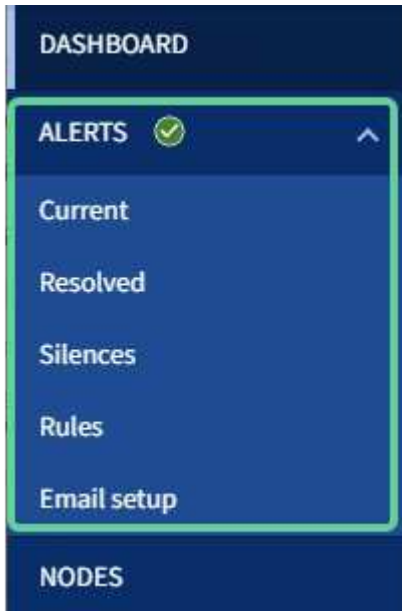 DASHBOARD
ALERTS
Current
Resolved
Silences
Rules
Email setup
NODES